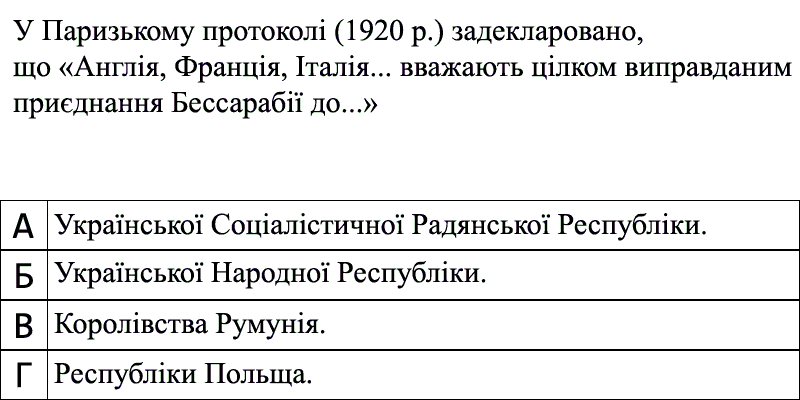 У Паризькому протоколі (1920 р.) задекларовано,
що «Англія, Франція, Італія... вважають цілком виправданим
приєднання Бессарабії до...»
А Української Соціалістичної Радянської Республіки.
Б Української Народної Республіки.
В Королівства Румунія.
Г Республіки Польща.